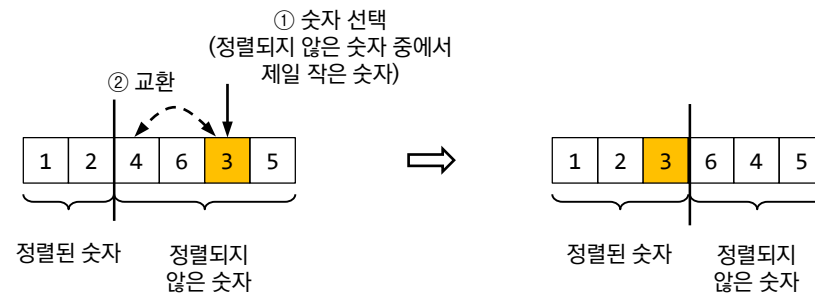 ① 숫자 선택
(정렬되지 않은 숫자 중에서
제일 작은 숫자)
② 교환
1 2 4 6 3 5
1 2 3 6 4 5
정렬된 숫자
정렬되지
않은 숫자
정렬된 숫자
정렬되지
않은 숫자